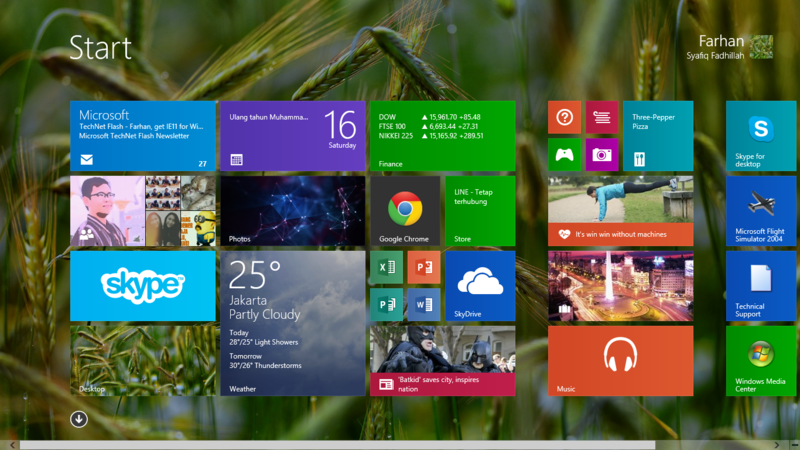 Start
Farhan
Syafiq Fadhillah
Microsoft
TechNet Flash - Farhan, get IE11 for Wi...
Microsoft TechNet Flash Newsletter
27
Ulang tahun Muhamma...
16
Saturday
DOW ▲ 15,961.70 +85.48
FTSE 100 ▲ 6,693.44 +27.31
NIKKEI 225 ▲ 15,165.92 +289.51
Finance
Three-Pepper
Pizza
Skype for
desktop
Photos
Google Chrome
LINE - Tetap
terhubung
Store
It's win win without machines
Microsoft Flight
Simulator 2004
skype
25°
Jakarta
Partly Cloudy
Today
28°/25° Light Showers
Tomorrow
30°/26° Thunderstorms
Weather
SkyDrive
Technical
Support
Desktop
'Batkid' saves city, inspires
nation
Music
Windows Media
Center